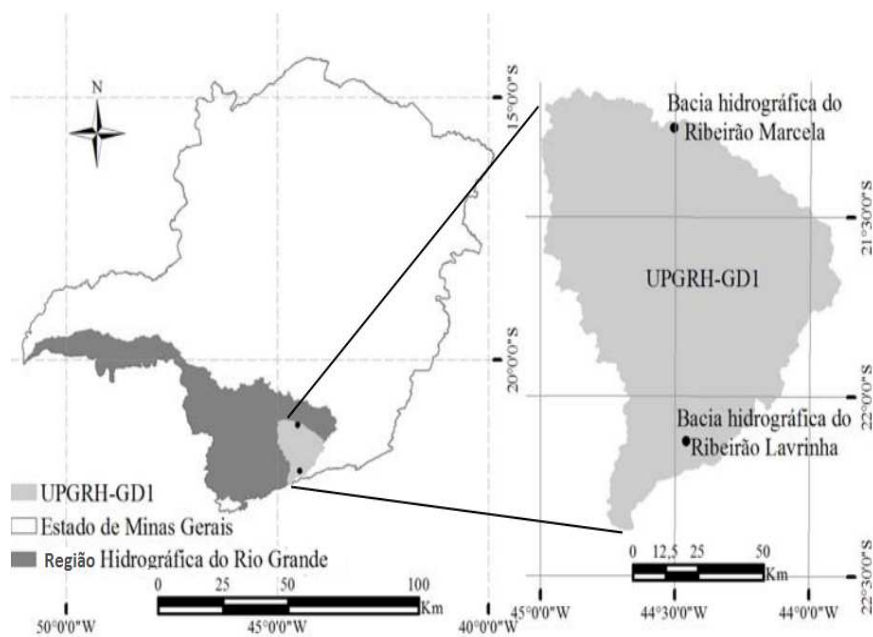 N
15°0'0"S
20°0'0"S
UPGRH-GD1
Estado de Minas Gerais
Região Hidrográfica do Rio Grande
0 25 50 100
Km
50°0'0"W 45°0'0"W 40°0'0"W
Bacia hidrográfica do
Ribeirão Marcela
21°30'0"S
UPGRH-GD1
22°0'0"S
Bacia hidrográfica do
Ribeirão Lavrinha
0 12,5 25 50
Km
22°30'0"S
45°0'0"W 44°30'0"W 44°0'0"W